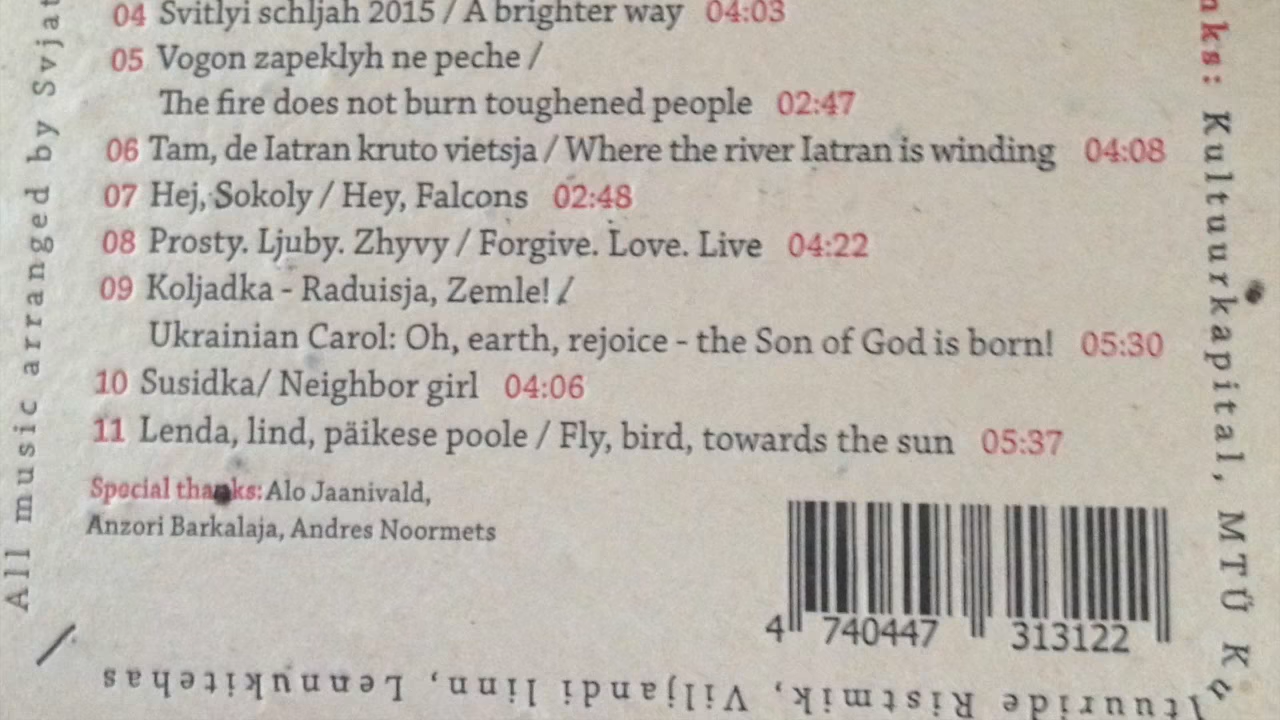 04 Svitlyi schljah 2015 / A brighter way 04:03
05 Vogon zapeklyh ne peche /
The fire does not burn toughened people 02:47
06 Tam, de Iatran kruto vietsja / Where the river Iatran is winding 04:08
07 Hej, Sokoly / Hey, Falcons 02:48
08 Prosty. Ljuby. Zhyvy / Forgive. Love. Live 04:22
09 Koljadka - Raduisja, Zemle! /
Ukrainian Carol: Oh, earth, rejoice - the Son of God is born! 05:30
10 Susidka/ Neighbor girl 04:06
11 Lenda, lind, päikese poole / Fly, bird, towards the sun 05:37
Special thanks: Alo Jaanivald,
Anzori Barkalaja, Andres Noormets
4 740447 313122
All music arranged by
Kultuurkapital, MTÜ Kultuuride Ristmik, Viljandi linn, Lennukitehas